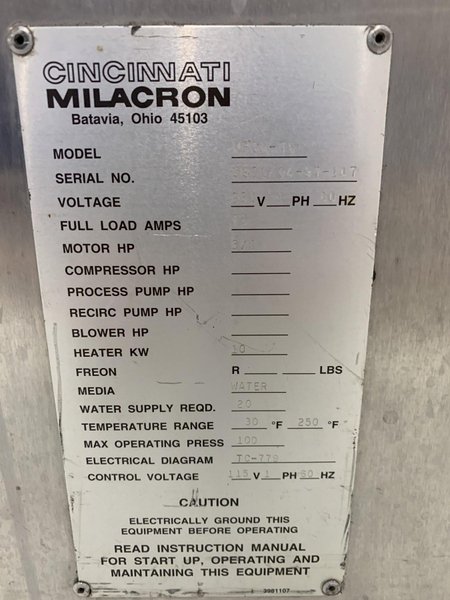 CINCINNATI
MILACRON
Batavia, Ohio 45103
MODEL
SERIAL NO.
VOLTAGE V PH HZ
FULL LOAD AMPS
MOTOR HP
COMPRESSOR HP
PROCESS PUMP HP
RECIRC PUMP HP
BLOWER HP
HEATER KW 10
FREON R LBS
MEDIA WATER
WATER SUPPLY REQD. 20
TEMPERATURE RANGE 30 °F 250 °F
MAX OPERATING PRESS 100
ELECTRICAL DIAGRAM
CONTROL VOLTAGE 115 V 1 PH 60 HZ
CAUTION
ELECTRICALLY GROUND THIS
EQUIPMENT BEFORE OPERATING
READ INSTRUCTION MANUAL
FOR START UP, OPERATING AND
MAINTAINING THIS EQUIPMENT
3981107